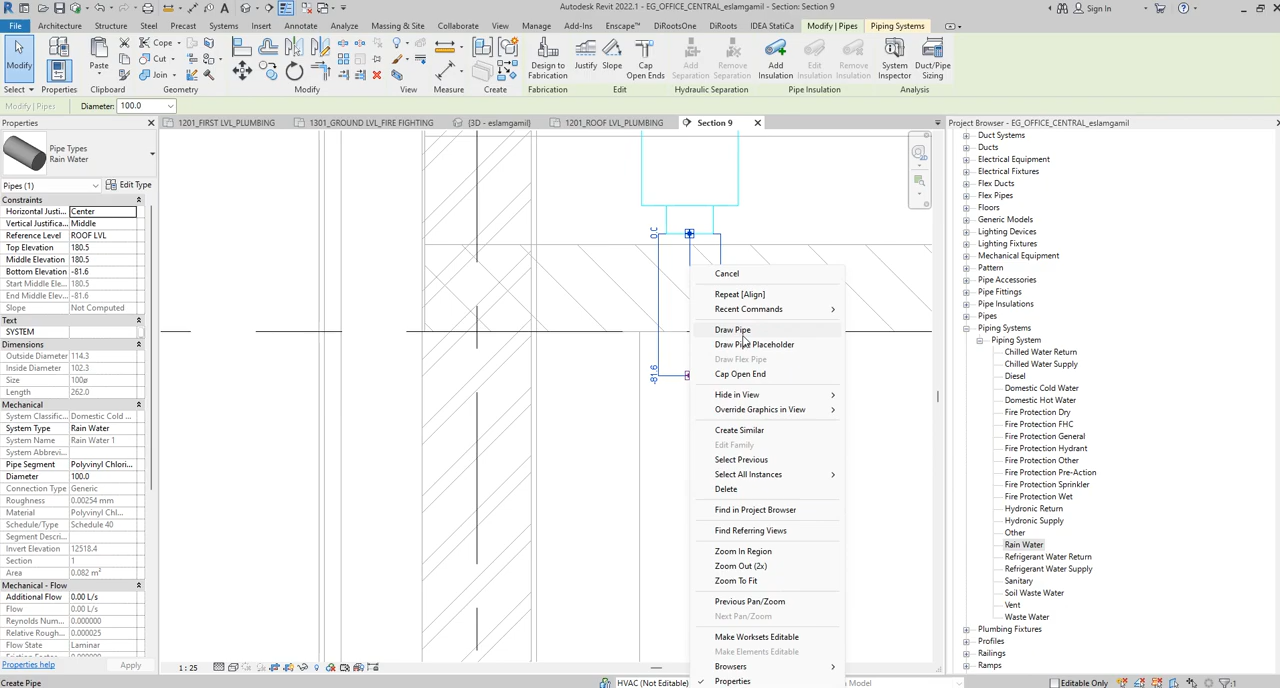 Autodesk Revit 2022.1 - EG_OFFICE_CENTRAL_eslamgamil - Section: Section 9
Sign In
File Architecture Structure Steel Precast Systems Insert Annotate Analyze Massing & Site Collaborate View Manage Add-Ins Enscape™ DiRootsOne DiRoots IDEA StatiCa Modify | Pipes Piping Systems
Modify
Paste
Cope
Cut
Join
Design to Fabrication
Justify
Slope
Cap Open Ends
Add Separation
Remove Separation
Add Insulation
Edit Insulation
Remove Insulation
System Inspector
Duct/Pipe Sizing
Select Properties Clipboard Geometry Modify View Measure Create Fabrication Edit Hydraulic Separation Pipe Insulation Analysis
Modify | Pipes Diameter: 100.0
Properties
1201_FIRST LVL_PLUMBING 1301_GROUND LVL_FIRE FIGHTING (3D - eslamgamil) 1201_ROOF LVL_PLUMBING Section 9
Project Browser - EG_OFFICE_CENTRAL_eslamgamil
Pipe Types
Rain Water
Pipes (1) Edit Type
Constraints
Horizontal Justi... Center
Vertical Justifica... Middle
Reference Level ROOF LVL
Top Elevation 180.5
Middle Elevation 180.5
Bottom Elevation -81.6
Start Middle Ele... 180.5
End Middle Elev... -81.6
Slope Not Computed
Text
SYSTEM
Dimensions
Outside Diameter 114.3
Inside Diameter 102.3
Size 100ø
Length 262.0
Mechanical
System Classific... Domestic Cold ...
System Type Rain Water
System Name Rain Water 1
System Abbrevi...
Pipe Segment Polyvinyl Chlori...
Diameter 100.0
Connection Type Generic
Roughness 0.00254 mm
Material Polyvinyl Chl...
Schedule/Type Schedule 40
Segment Descri...
Invert Elevation 12518.4
Section 1
Area 0.082 m²
Mechanical - Flow
Additional Flow 0.00 L/s
Flow 0.00 L/s
Reynolds Num... 0.000000
Relative Rough... 0.000025
Flow State Laminar
Properties help Apply
0.0
-81.6
Cancel
Repeat [Align]
Recent Commands
Draw Pipe
Draw Pipe Placeholder
Draw Flex Pipe
Cap Open End
Hide in View
Override Graphics in View
Create Similar
Edit Family
Select Previous
Select All Instances
Delete
Find in Project Browser
Find Referring Views
Zoom In Region
Zoom Out (2x)
Zoom To Fit
Previous Pan/Zoom
Next Pan/Zoom
Make Worksets Editable
Make Elements Editable
Browsers
Properties
Duct Systems
Ducts
Electrical Equipment
Electrical Fixtures
Flex Ducts
Flex Pipes
Floors
Generic Models
Lighting Devices
Lighting Fixtures
Mechanical Equipment
Pattern
Pipe Accessories
Pipe Fittings
Pipe Insulations
Pipes
Piping Systems
Piping System
Chilled Water Return
Chilled Water Supply
Diesel
Domestic Cold Water
Domestic Hot Water
Fire Protection Dry
Fire Protection FHC
Fire Protection General
Fire Protection Hydrant
Fire Protection Other
Fire Protection Pre-Action
Fire Protection Sprinkler
Fire Protection Wet
Hydronic Return
Hydronic Supply
Other
Rain Water
Refrigerant Water Return
Refrigerant Water Supply
Sanitary
Soil Waste Water
Vent
Waste Water
Plumbing Fixtures
Profiles
Railings
Ramps
1 : 25
Create Pipe HVAC (Not Editable) Model Editable Only :1